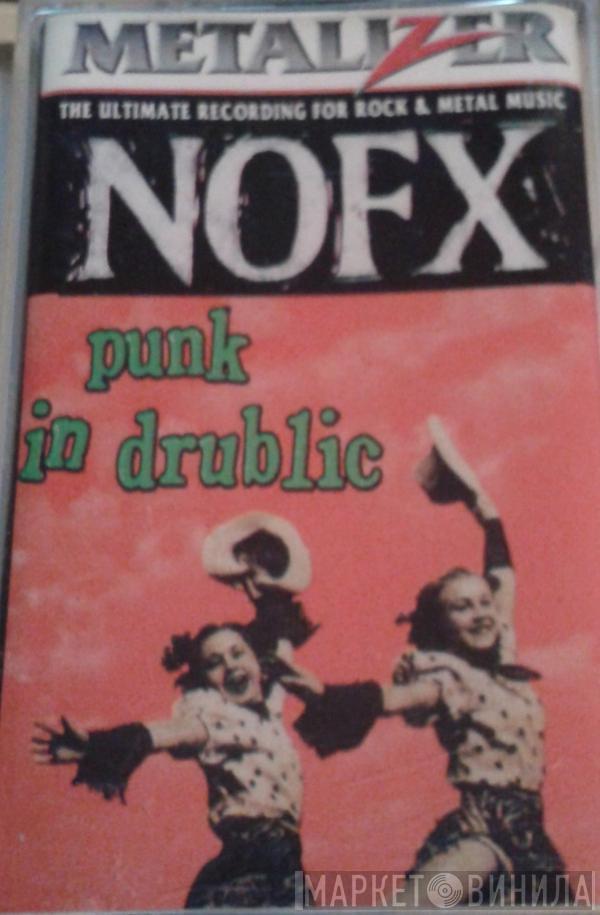 METALIZER
THE ULTIMATE RECORDING FOR ROCK & METAL MUSIC
NOFX
punk
in drublic
МАРКЕТ ВИНИЛА